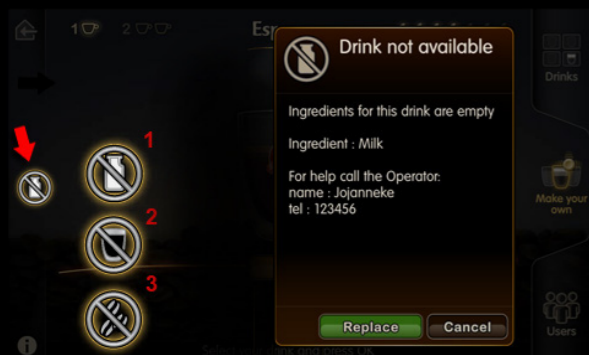 1
2
Esp
Drinks
Make your
own
Users
1
2
3
Drink not available
Ingredients for this drink are empty
Ingredient : Milk
For help call the Operator:
name : Jojanneke
tel : 123456
Replace
Cancel